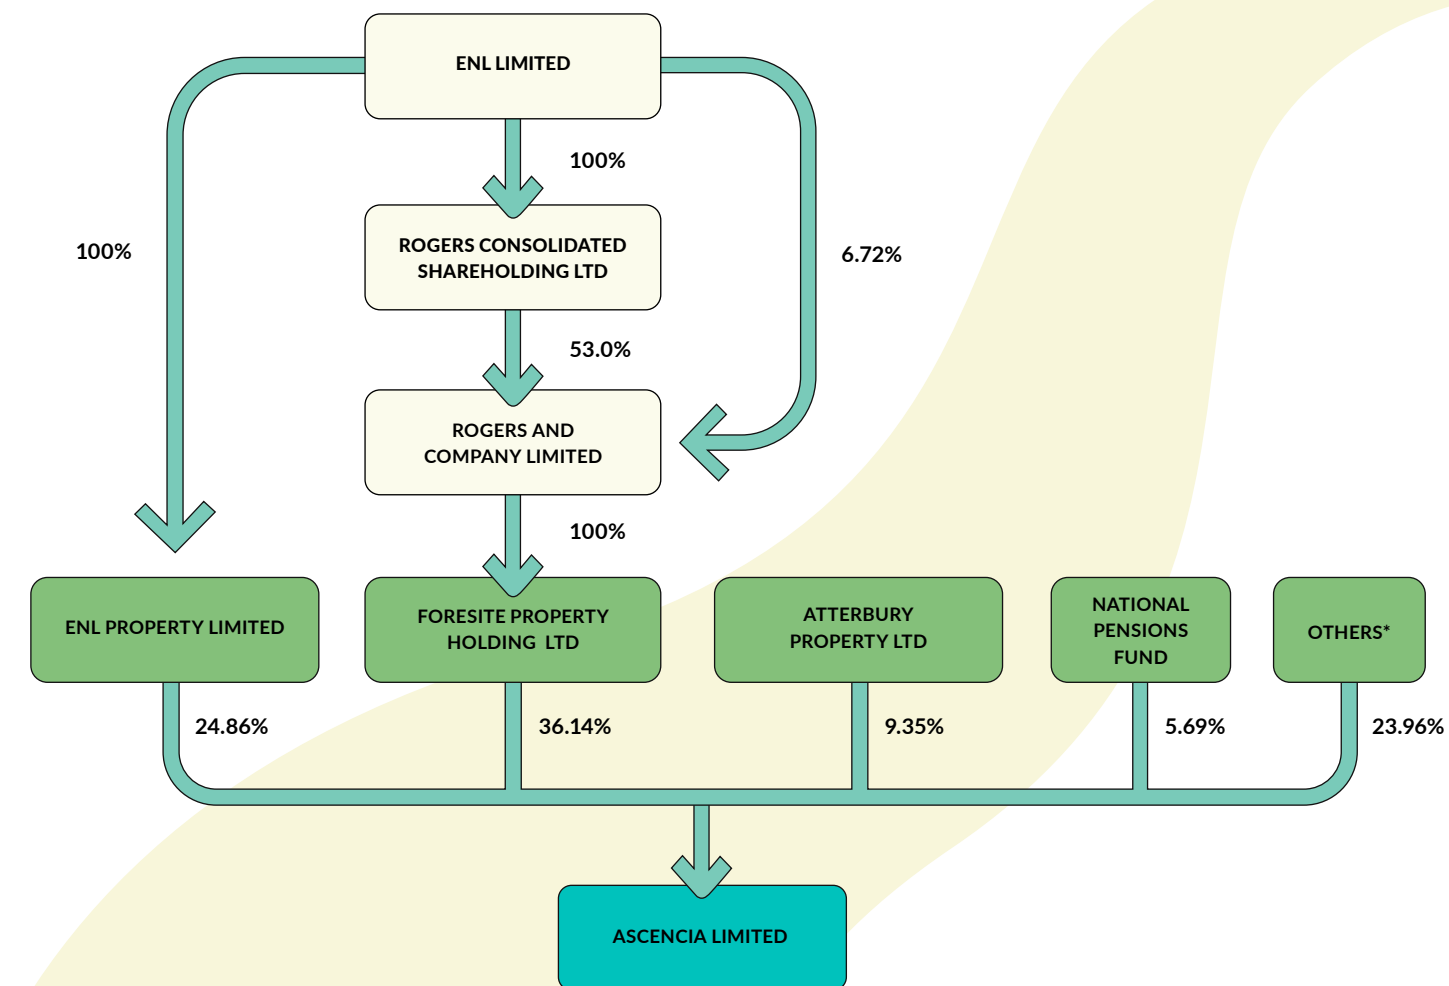 ENL LIMITED
100%
ROGERS CONSOLIDATED
SHAREHOLDING LTD
100%
6.72%
53.0%
ROGERS AND
COMPANY LIMITED
100%
ENL PROPERTY LIMITED
FORESITE PROPERTY
HOLDING LTD
ATTERBURY
PROPERTY LTD
NATIONAL
PENSIONS
FUND
OTHERS*
24.86%
36.14%
9.35%
5.69%
23.96%
ASCENCIA LIMITED